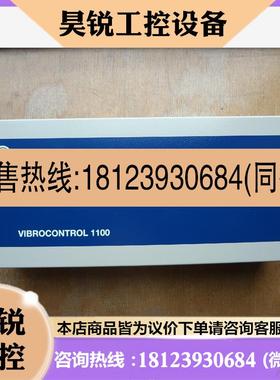 昊锐工控设备
售热线:18123930684(同
VIBROCONTROL 1100
锐
控
本店商品皆为议价下单请咨询客服
咨询热线:18123930684 (微